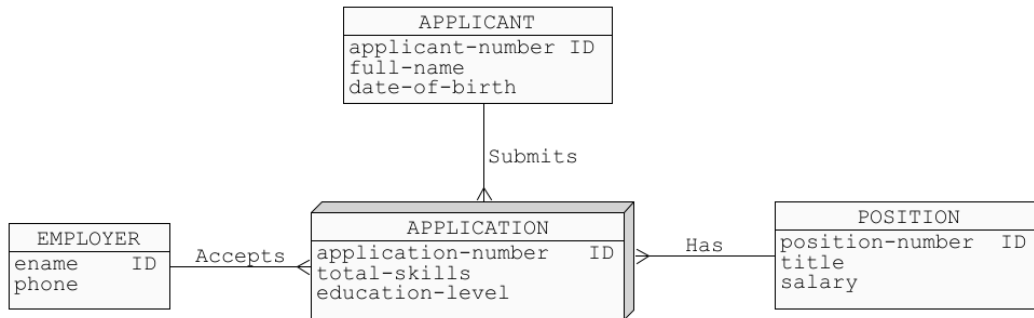 APPLICANT
applicant-number ID
full-name
date-of-birth
Submits
EMPLOYER
ename ID
phone
Accepts
APPLICATION
application-number ID
total-skills
education-level
Has
POSITION
position-number ID
title
salary